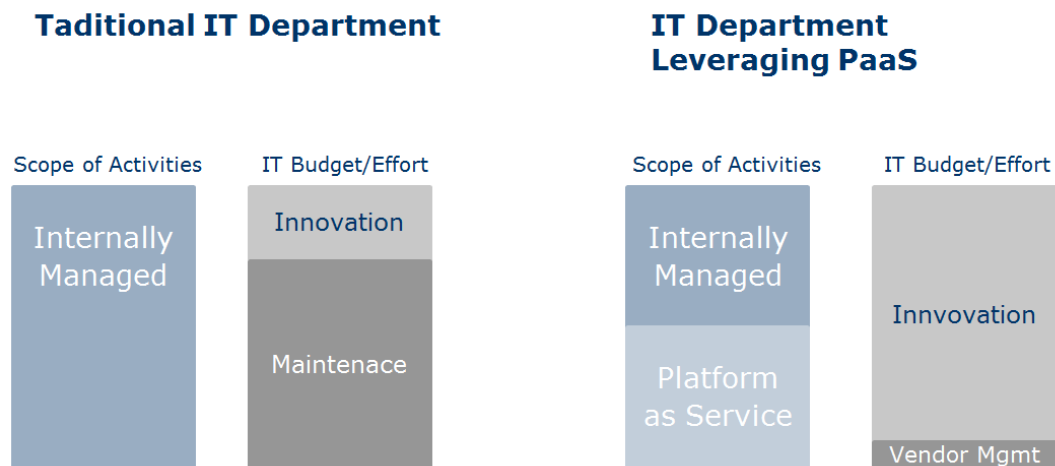 Taditional IT Department
Scope of Activities
IT Budget/Effort
Internally
Managed
Innovation
Maintenace
IT Department
Leveraging PaaS
Scope of Activities
IT Budget/Effort
Internally
Managed
Platform
as Service
Innvovation
Vendor Mgmt